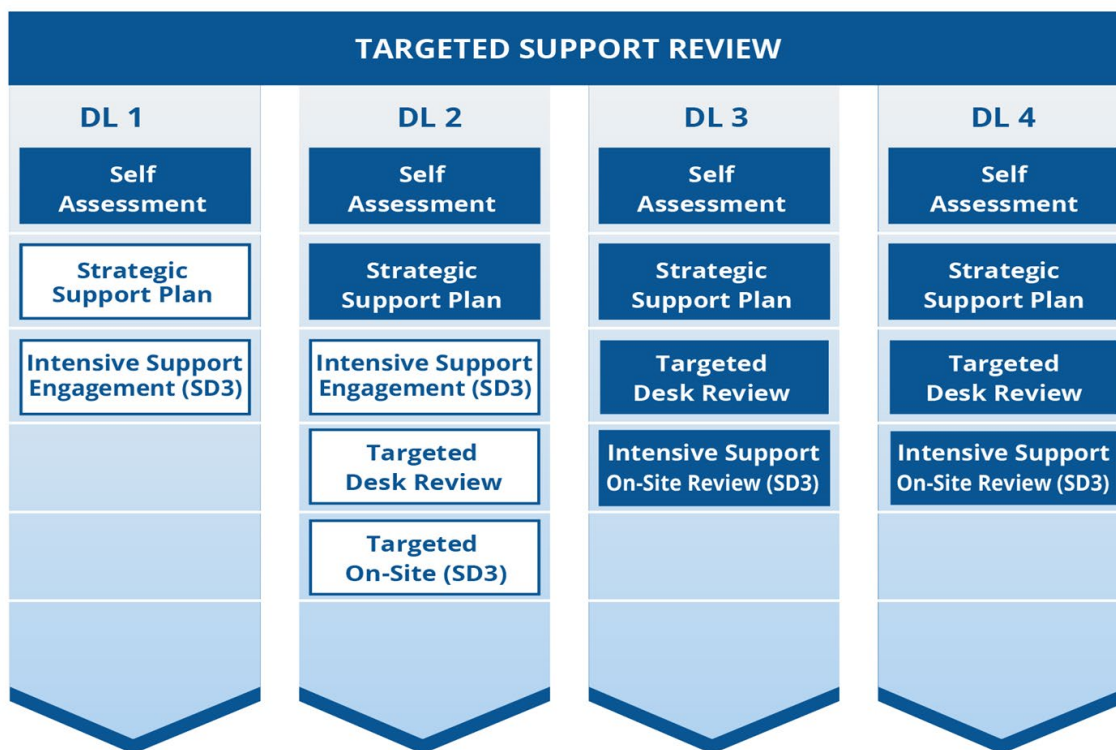 TARGETED SUPPORT REVIEW
DL 1
Self
Assessment
Strategic
Support Plan
Intensive Support
Engagement (SD3)
DL 2
Self
Assessment
Strategic
Support Plan
Intensive Support
Engagement (SD3)
Targeted
Desk Review
Targeted
On-Site (SD3)
DL 3
Self
Assessment
Strategic
Support Plan
Targeted
Desk Review
Intensive Support
On-Site Review (SD3)
DL 4
Self
Assessment
Strategic
Support Plan
Targeted
Desk Review
Intensive Support
On-Site Review (SD3)